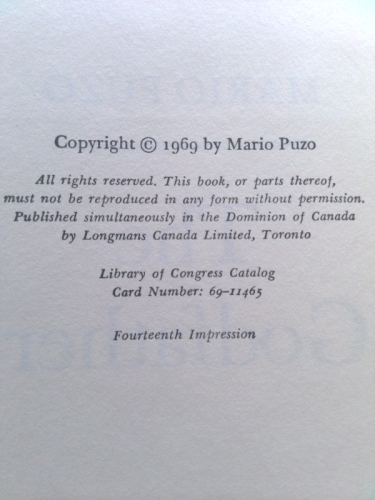 Copyright © 1969 by Mario Puzo
All rights reserved. This book, or parts thereof,
must not be reproduced in any form without permission.
Published simultaneously in the Dominion of Canada
by Longmans Canada Limited, Toronto
Library of Congress Catalog
Card Number: 69-11465
Fourteenth Impression